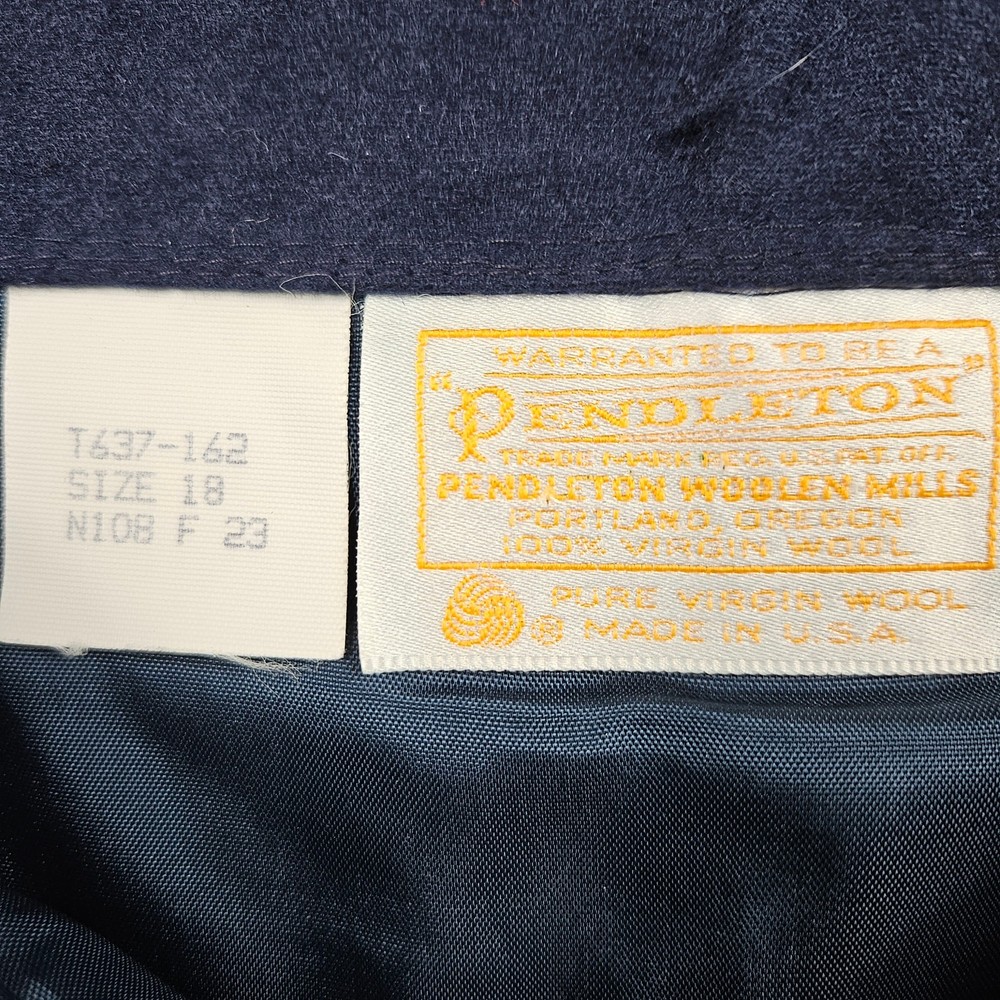 T637-162
SIZE 18
N108 F 23
WARRANTED TO BE A
"PENDLETON"
TRADE MARK REG. U.S. PAT. OFF.
PENDLETON WOOLEN MILLS
PORTLAND, OREGON
100% VIRGIN WOOL
PURE VIRGIN WOOL
® MADE IN U.S.A.